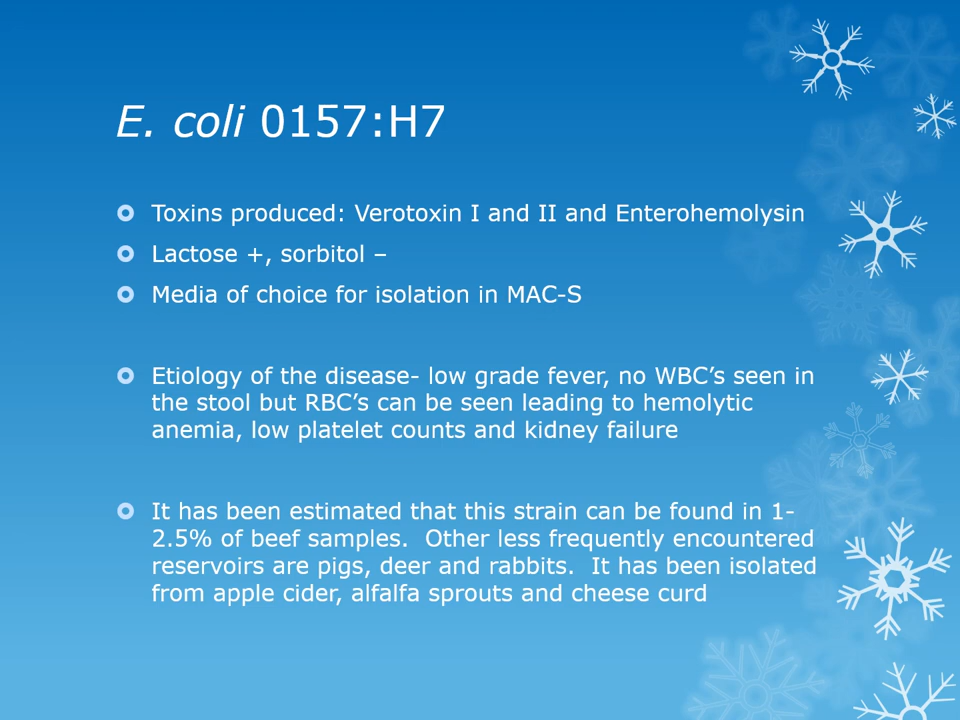 E. coli 0157:H7
Toxins produced: Verotoxin I and II and Enterohemolysin
Lactose +, sorbitol –
Media of choice for isolation in MAC-S
Etiology of the disease- low grade fever, no WBC’s seen in
the stool but RBC’s can be seen leading to hemolytic
anemia, low platelet counts and kidney failure
It has been estimated that this strain can be found in 1-
2.5% of beef samples.  Other less frequently encountered
reservoirs are pigs, deer and rabbits.  It has been isolated
from apple cider, alfalfa sprouts and cheese curd